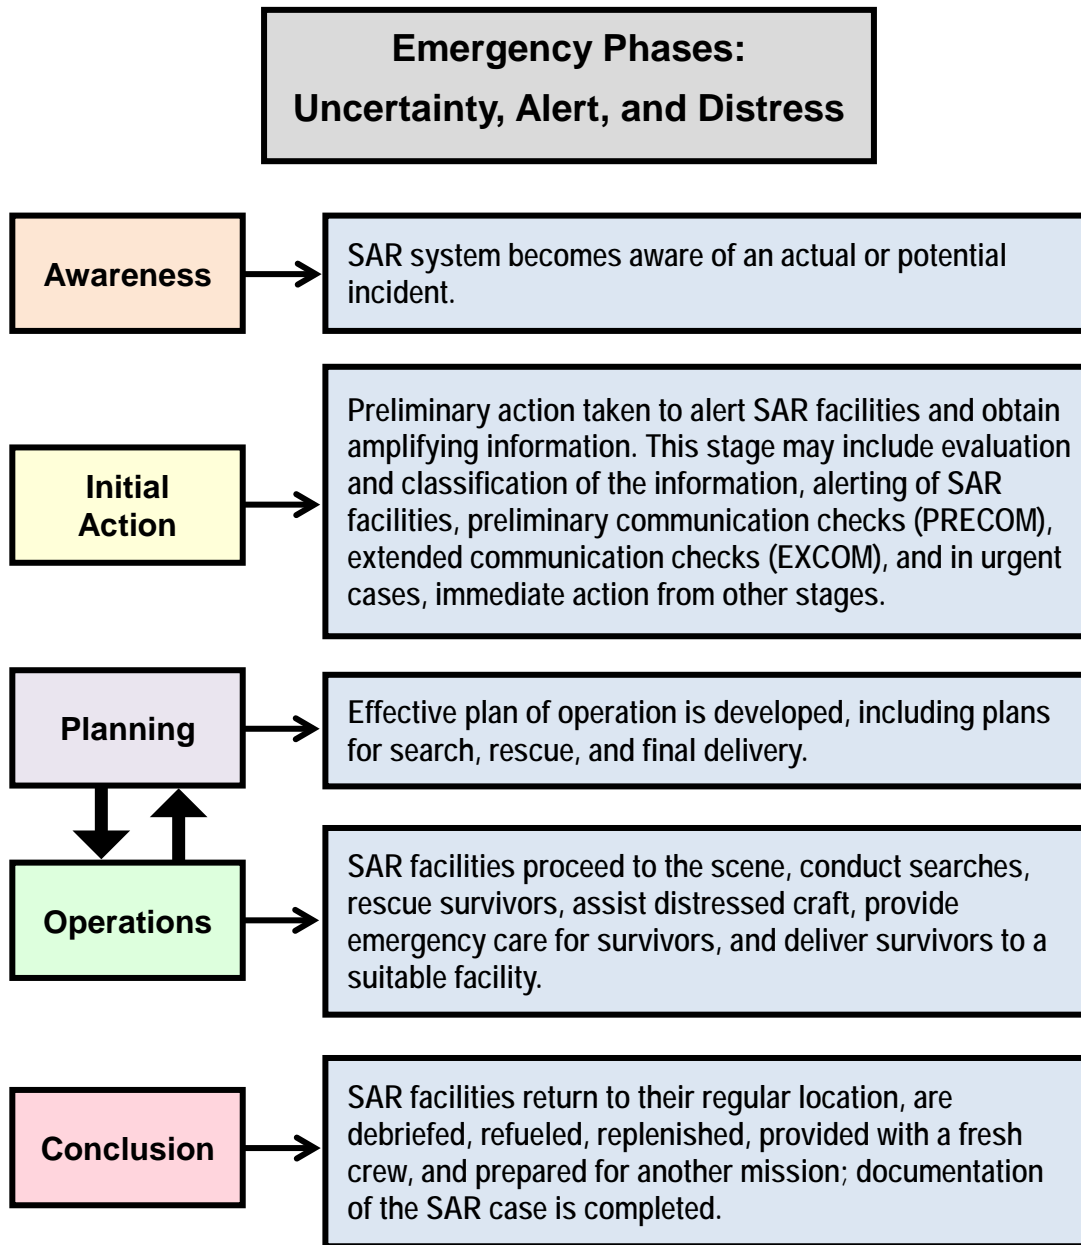 Emergency Phases:
Uncertainty, Alert, and Distress
Awareness
SAR system becomes aware of an actual or potential
incident.
Initial
Action
Preliminary action taken to alert SAR facilities and obtain
amplifying information. This stage may include evaluation
and classification of the information, alerting of SAR
facilities, preliminary communication checks (PRECOM),
extended communication checks (EXCOM), and in urgent
cases, immediate action from other stages.
Planning
Effective plan of operation is developed, including plans
for search, rescue, and final delivery.
Operations
SAR facilities proceed to the scene, conduct searches,
rescue survivors, assist distressed craft, provide
emergency care for survivors, and deliver survivors to a
suitable facility.
Conclusion
SAR facilities return to their regular location, are
debriefed, refueled, replenished, provided with a fresh
crew, and prepared for another mission; documentation
of the SAR case is completed.